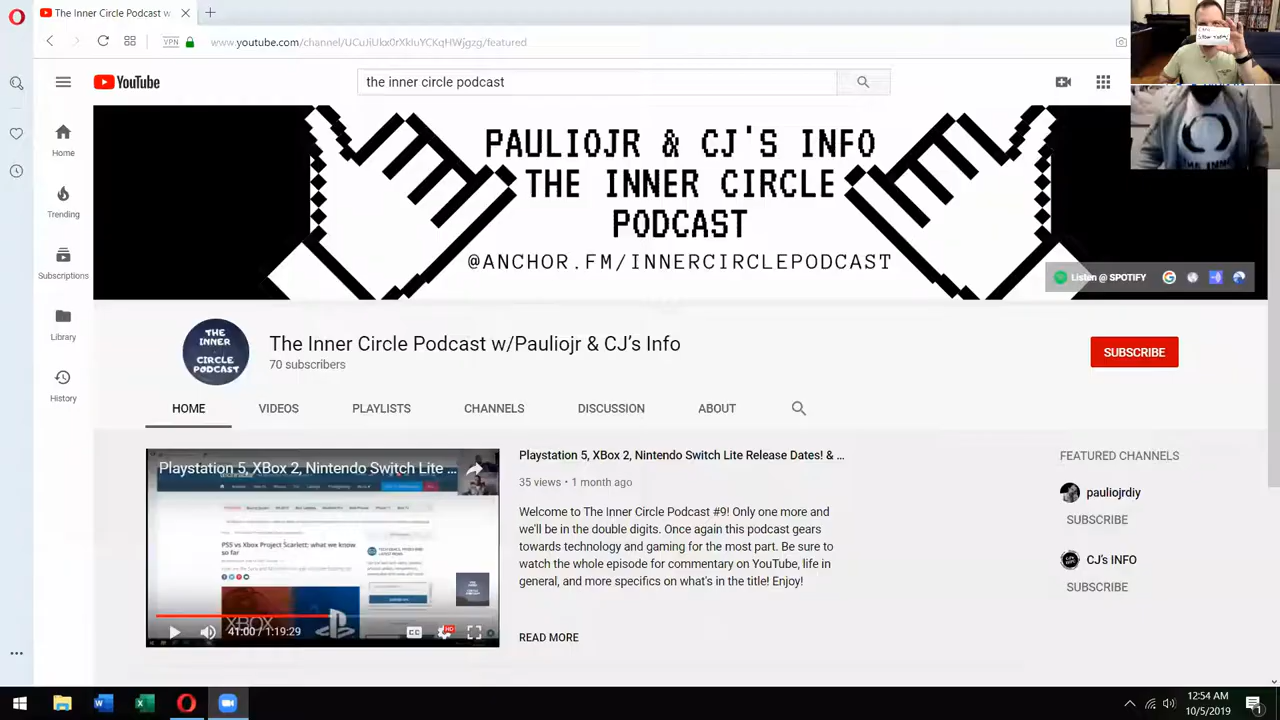 The Inner Circle Podcast w
VPN
www.youtube.com/channel/UCuJiUkx0rXkluYCKqHWjgzg/featured
YouTube
the inner circle podcast
Home
Trending
Subscriptions
Library
History
PAULIOJR & CJ'S INFO
THE INNER CIRCLE
PODCAST
@ANCHOR.FM/INNERCIRCLEPODCAST
Listen @ SPOTIFY
THE
INNER
CIRCLE
PODCAST
The Inner Circle Podcast w/Pauliojr & CJ's Info
70 subscribers
SUBSCRIBE
HOME
VIDEOS
PLAYLISTS
CHANNELS
DISCUSSION
ABOUT
Playstation 5, XBox 2, Nintendo Switch Lite ...
PS5 vs Xbox Project Scarlett: what we know
so far
XBOX
41:00 / 1:19:29
CC
HD
Playstation 5, XBox 2, Nintendo Switch Lite Release Dates! & ...
35 views • 1 month ago
Welcome to The Inner Circle Podcast #9! Only one more and
we'll be in the double digits. Once again this podcast gears
towards technology and gaming for the most part. Be sure to
watch the whole episode for commentary on YouTube, life in
general, and more specifics on what's in the title! Enjoy!
READ MORE
FEATURED CHANNELS
pauliojrdiy
SUBSCRIBE
CJ's INFO
SUBSCRIBE
12:54 AM
10/5/2019
1